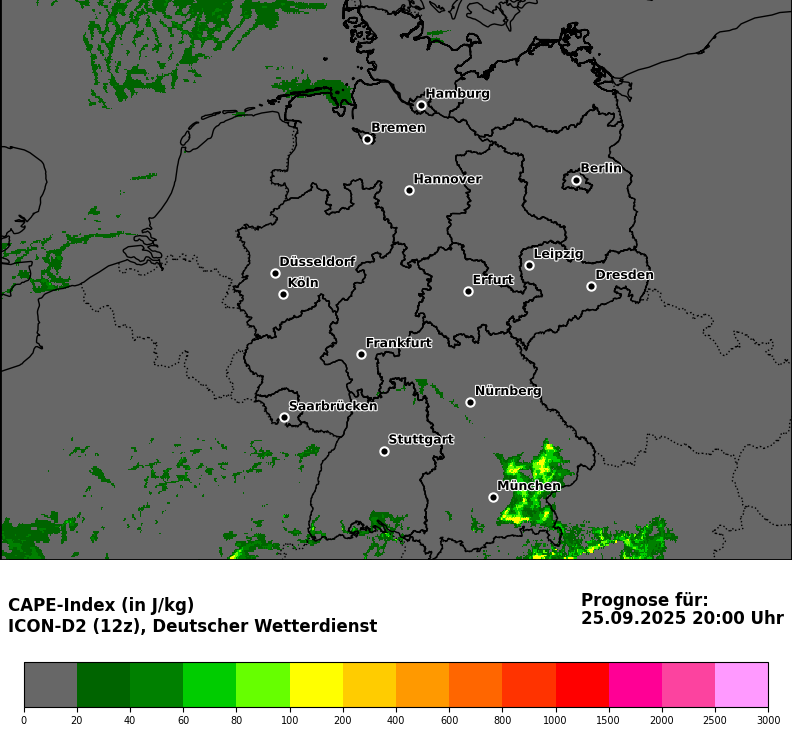 Hamburg
Bremen
Berlin
Hannover
Leipzig
Düsseldorf
Dresden
Erfurt
Köln
Frankfurt
Nürnberg
Saarbrücken
Stuttgart
München
CAPE-Index (in J/kg)
ICON-D2 (12z), Deutscher Wetterdienst
Prognose für:
25.09.2025 20:00 Uhr
0 20 40 60 80 100 200 400 600 800 1000 1500 2000 2500 3000